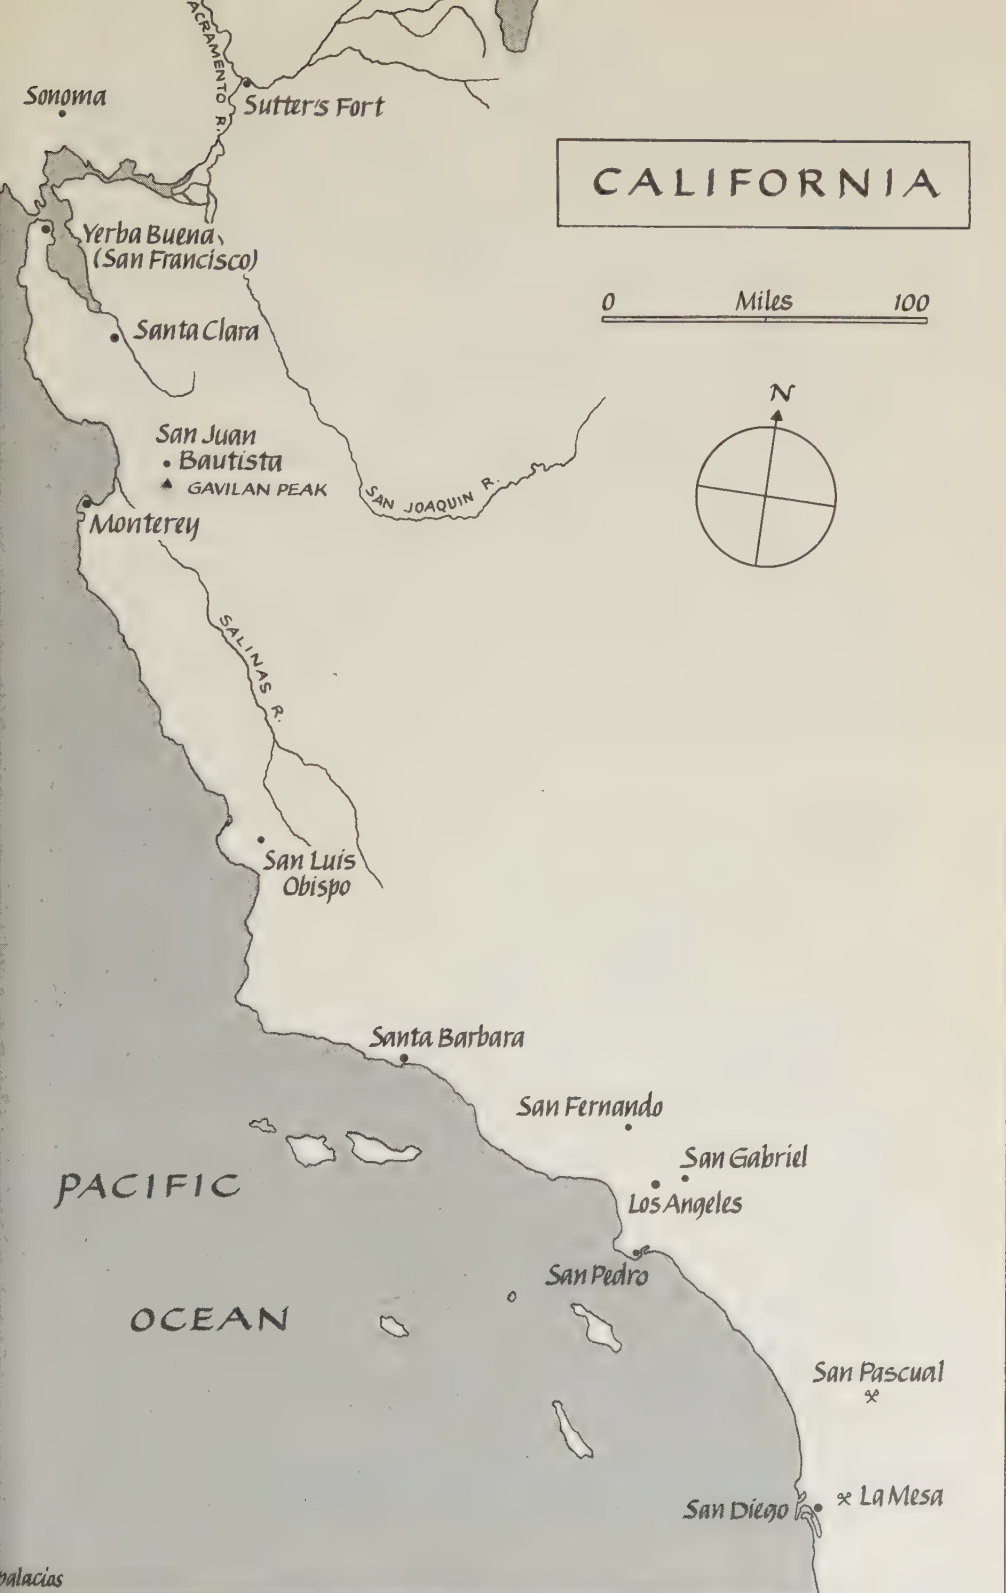 ACRAMENTO R.
Sonoma
Sutter's Fort
CALIFORNIA
Yerba Buena
(San Francisco)
0 Miles 100
Santa Clara
N
San Juan
Bautista
GAVILAN PEAK
SAN JOAQUIN R.
Monterey
SALINAS R.
San Luis
Obispo
Santa Barbara
San Fernando
San Gabriel
PACIFIC
Los Angeles
San Pedro
OCEAN
San Pascual
La Mesa
San Diego
palacios